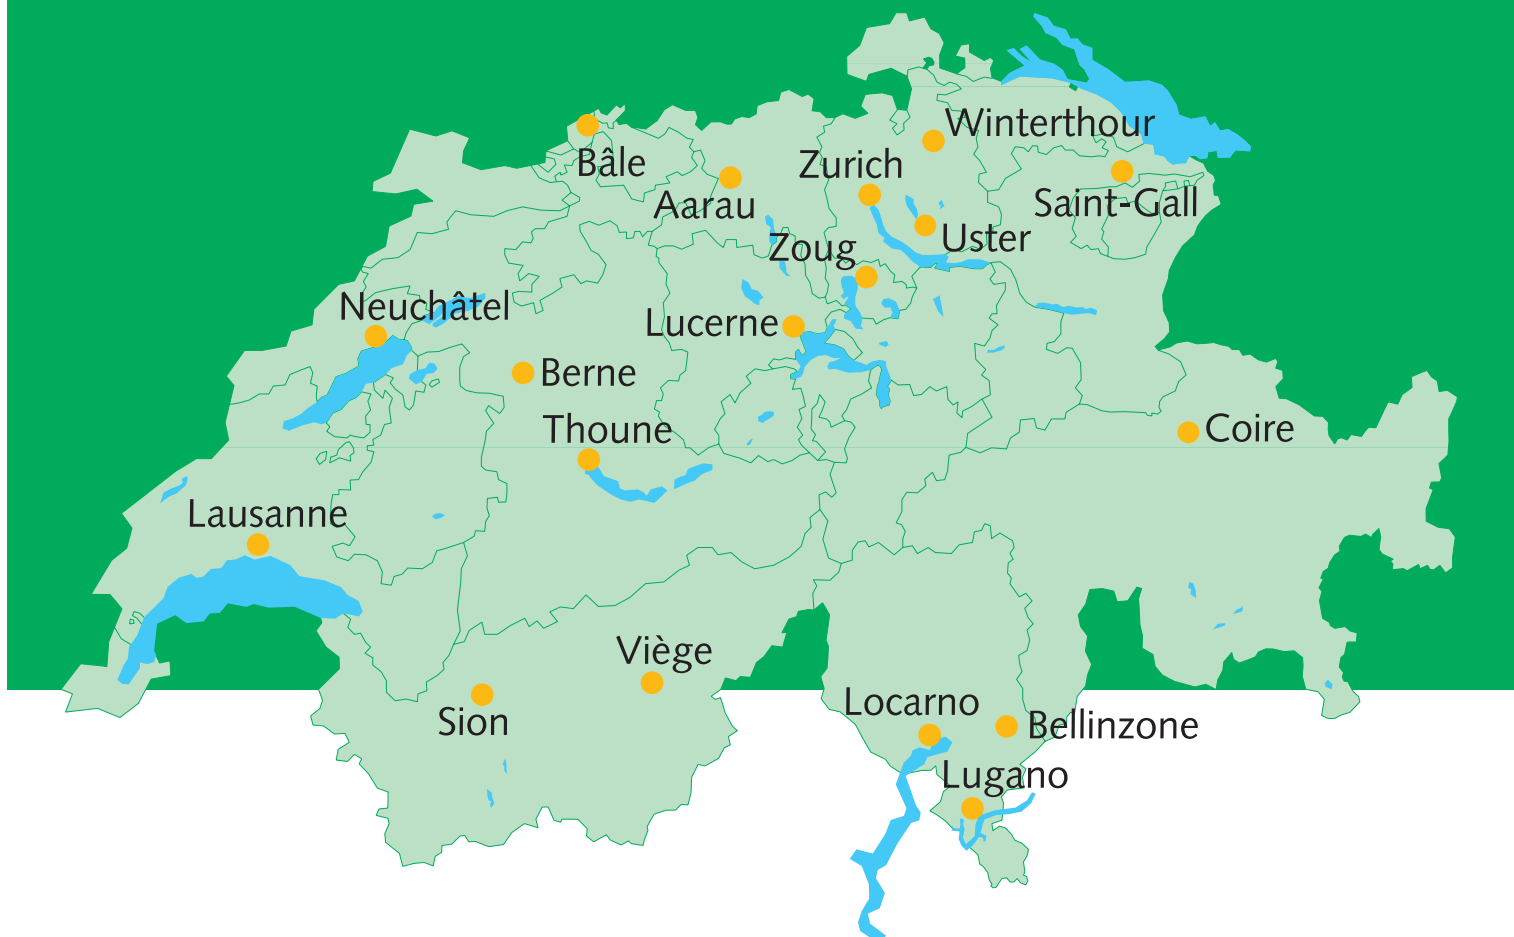 Winterthour
Bâle
Zurich
Aarau
Saint-Gall
Uster
Zoug
Neuchâtel
Lucerne
Berne
Thoune
Coire
Lausanne
Viège
Sion
Locarno
Bellinzone
Lugano